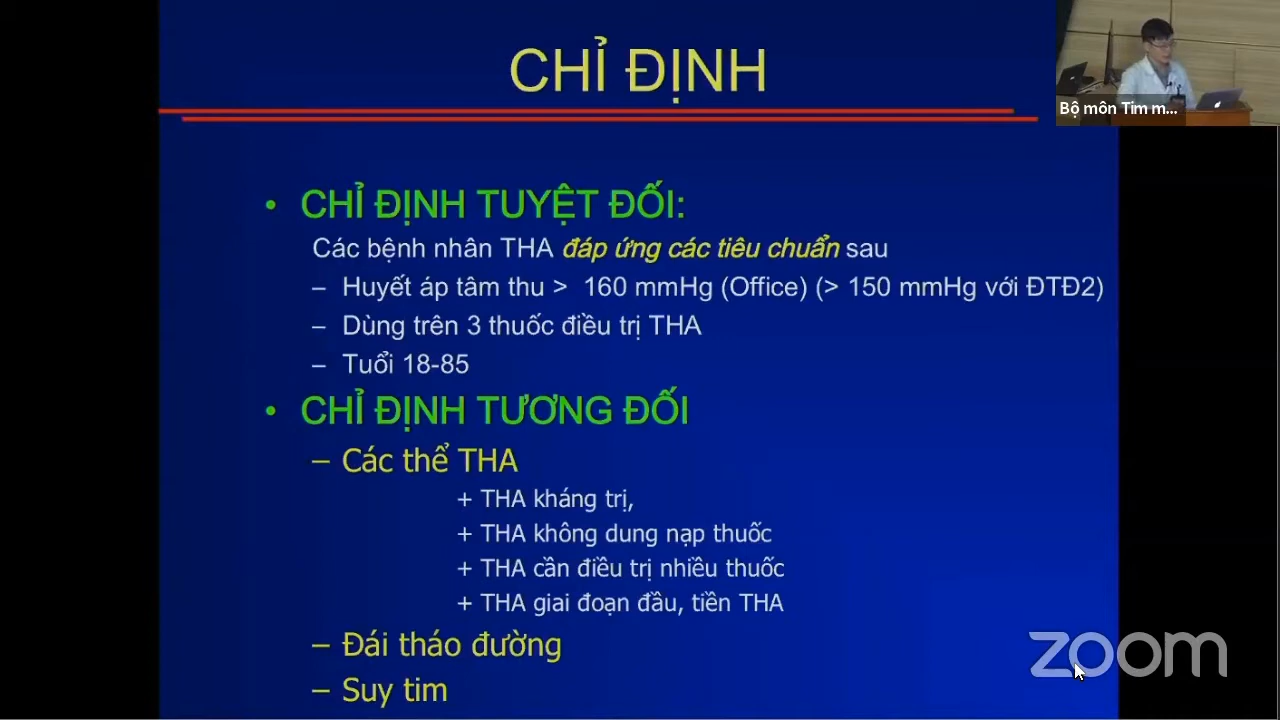 CHỈ ĐỊNH
Bộ môn Tim m...
• CHỈ ĐỊNH TUYỆT ĐỐI:
Các bệnh nhân THA đáp ứng các tiêu chuẩn sau
– Huyết áp tâm thu > 160 mmHg (Office) (> 150 mmHg với ĐTĐ2)
– Dùng trên 3 thuốc điều trị THA
– Tuổi 18-85
• CHỈ ĐỊNH TƯƠNG ĐỐI
– Các thể THA
+ THA kháng trị,
+ THA không dung nạp thuốc
+ THA cần điều trị nhiều thuốc
+ THA giai đoạn đầu, tiền THA
– Đái tháo đường
– Suy tim
zoom